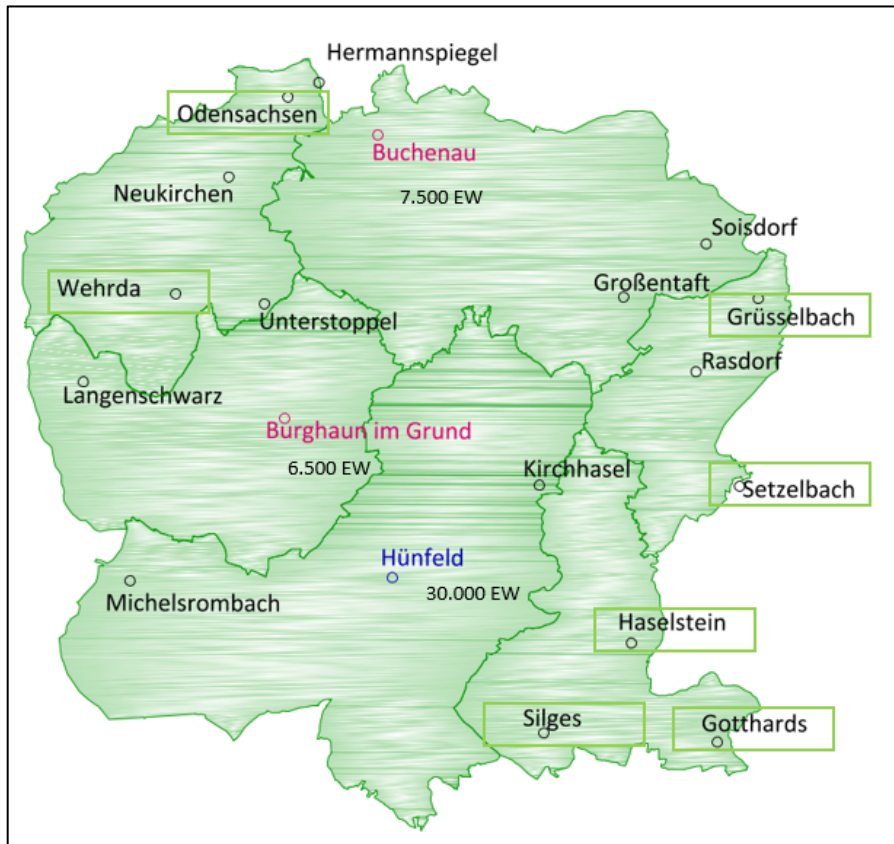 Hermannspiegel
Odensachsen
Buchenau
Neukirchen
7.500 EW
Soisdorf
Wehrda
Großentaft
Unterstoppel
Grüsselbach
Rasdorf
Langenschwarz
Burghaun im Grund
6.500 EW
Kirchhasel
Setzelbach
Hünfeld
30.000 EW
Michelsrombach
Haselstein
Silges
Gotthards